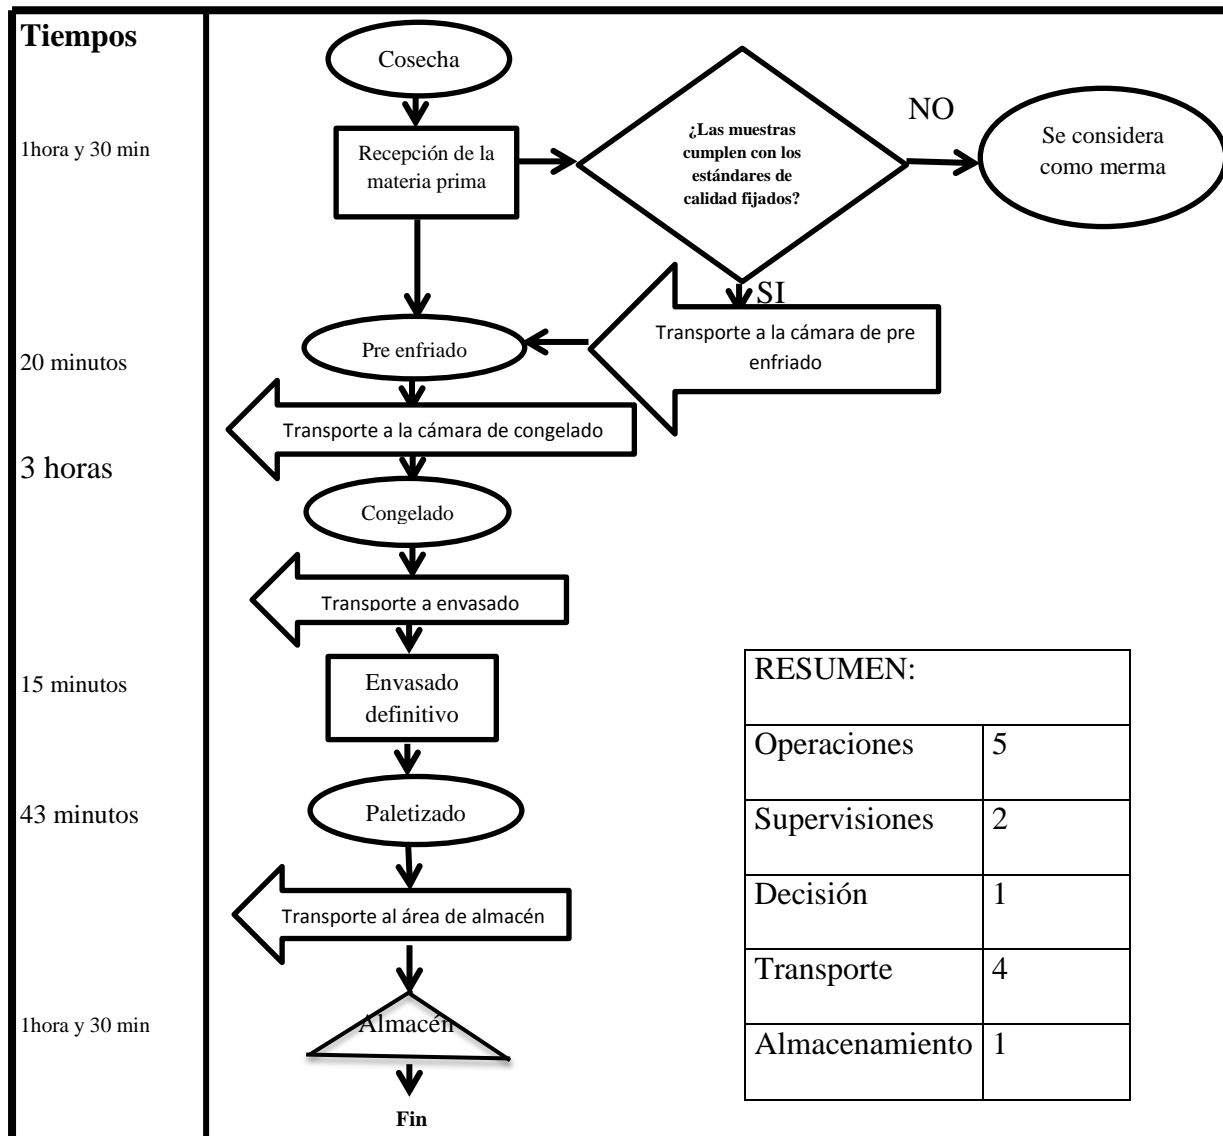 Tiempos
Cosecha
1hora y 30 min
Recepción de la
materia prima
¿Las muestras
cumplen con los
estándares de
calidad fijados?
NO
Se considera
como merma
SI
20 minutos
Pre enfriado
Transporte a la cámara de pre
enfriado
Transporte a la cámara de congelado
3 horas
Congelado
Transporte a envasado
15 minutos
Envasado
definitivo
43 minutos
Paletizado
Transporte al área de almacén
1hora y 30 min
Almacén
Fin
RESUMEN:
Operaciones 5
Supervisiones 2
Decisión 1
Transporte 4
Almacenamiento 1